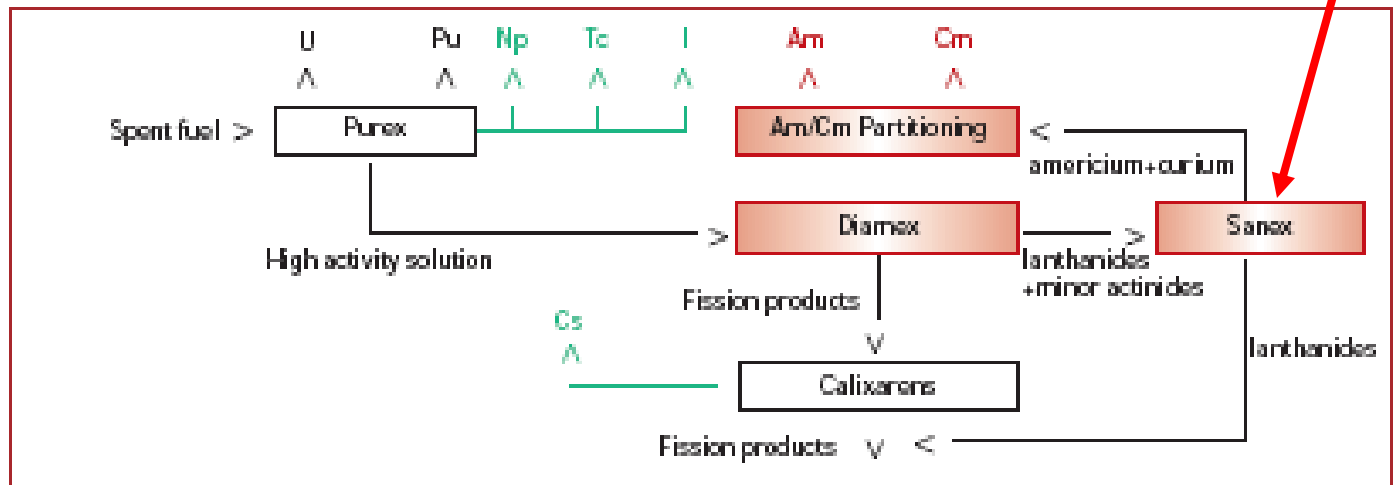 U Pu Np Tc I Am Cm
Spent fuel > Purex Am/Cm Partitioning <
americium+curium
> Diamex > Sanex
High activity solution
lanthanides
+minor actinides
Fission products
Cs
lanthanides
Calixarens
Fission products